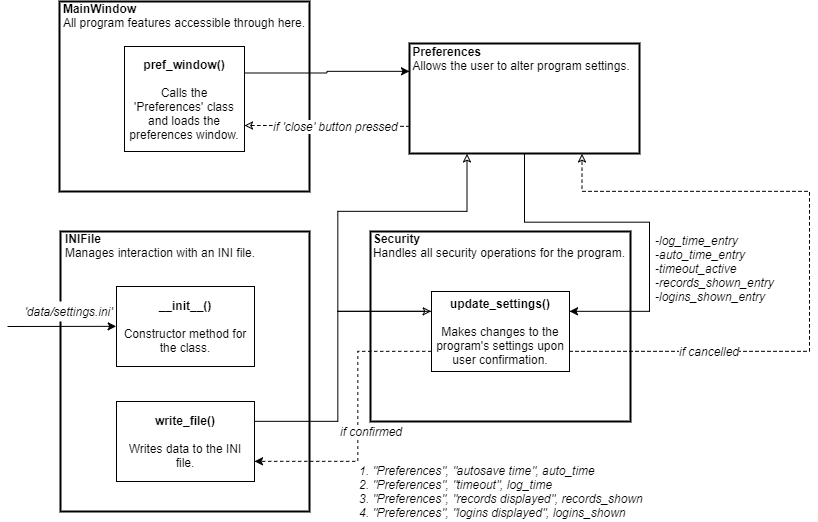 MainWindow
All program features accessible through here.
pref_window()
Calls the
'Preferences' class
and loads the
preferences window.
Preferences
Allows the user to alter program settings.
if 'close' button pressed
INIFile
Manages interaction with an INI file.
'data/settings.ini'
__init__()
Constructor method for
the class.
write_file()
Writes data to the INI
file.
Security
Handles all security operations for the program.
update_settings()
Makes changes to the
program's settings upon
user confirmation.
-log_time_entry
-auto_time_entry
-timeout_active
-records_shown_entry
-logins_shown_entry
if cancelled
if confirmed
1. "Preferences", "autosave time", auto_time
2. "Preferences", "timeout", log_time
3. "Preferences", "records displayed", records_shown
4. "Preferences", "logins displayed", logins_shown